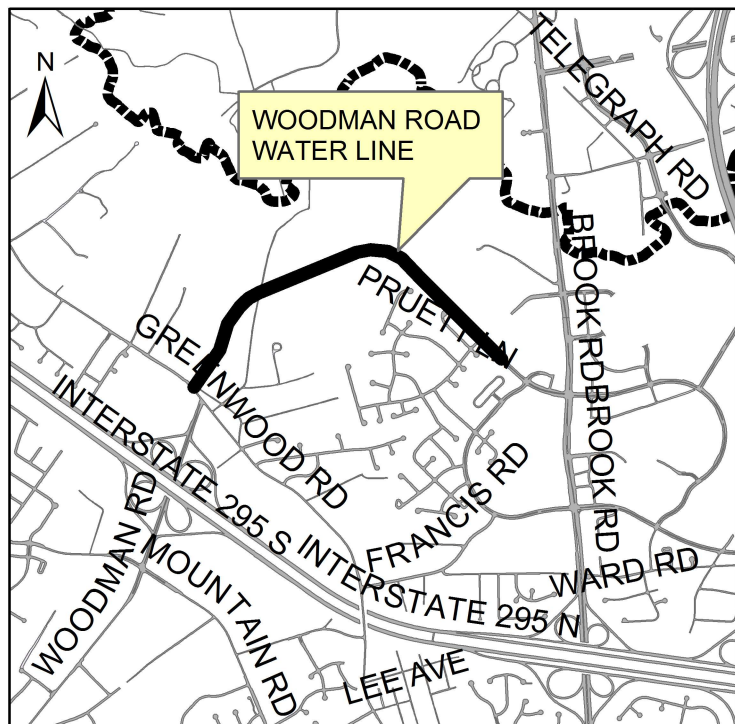 N
TELEGRAPH RD
WOODMAN ROAD
WATER LINE
BROOK RD
BROOK RD
PRUETT LN
GREENWOOD RD
INTERSTATE 295 S
INTERSTATE 295 N
FRANCIS RD
WOODMAN RD
MOUNTAIN RD
WARD RD
LEE AVE